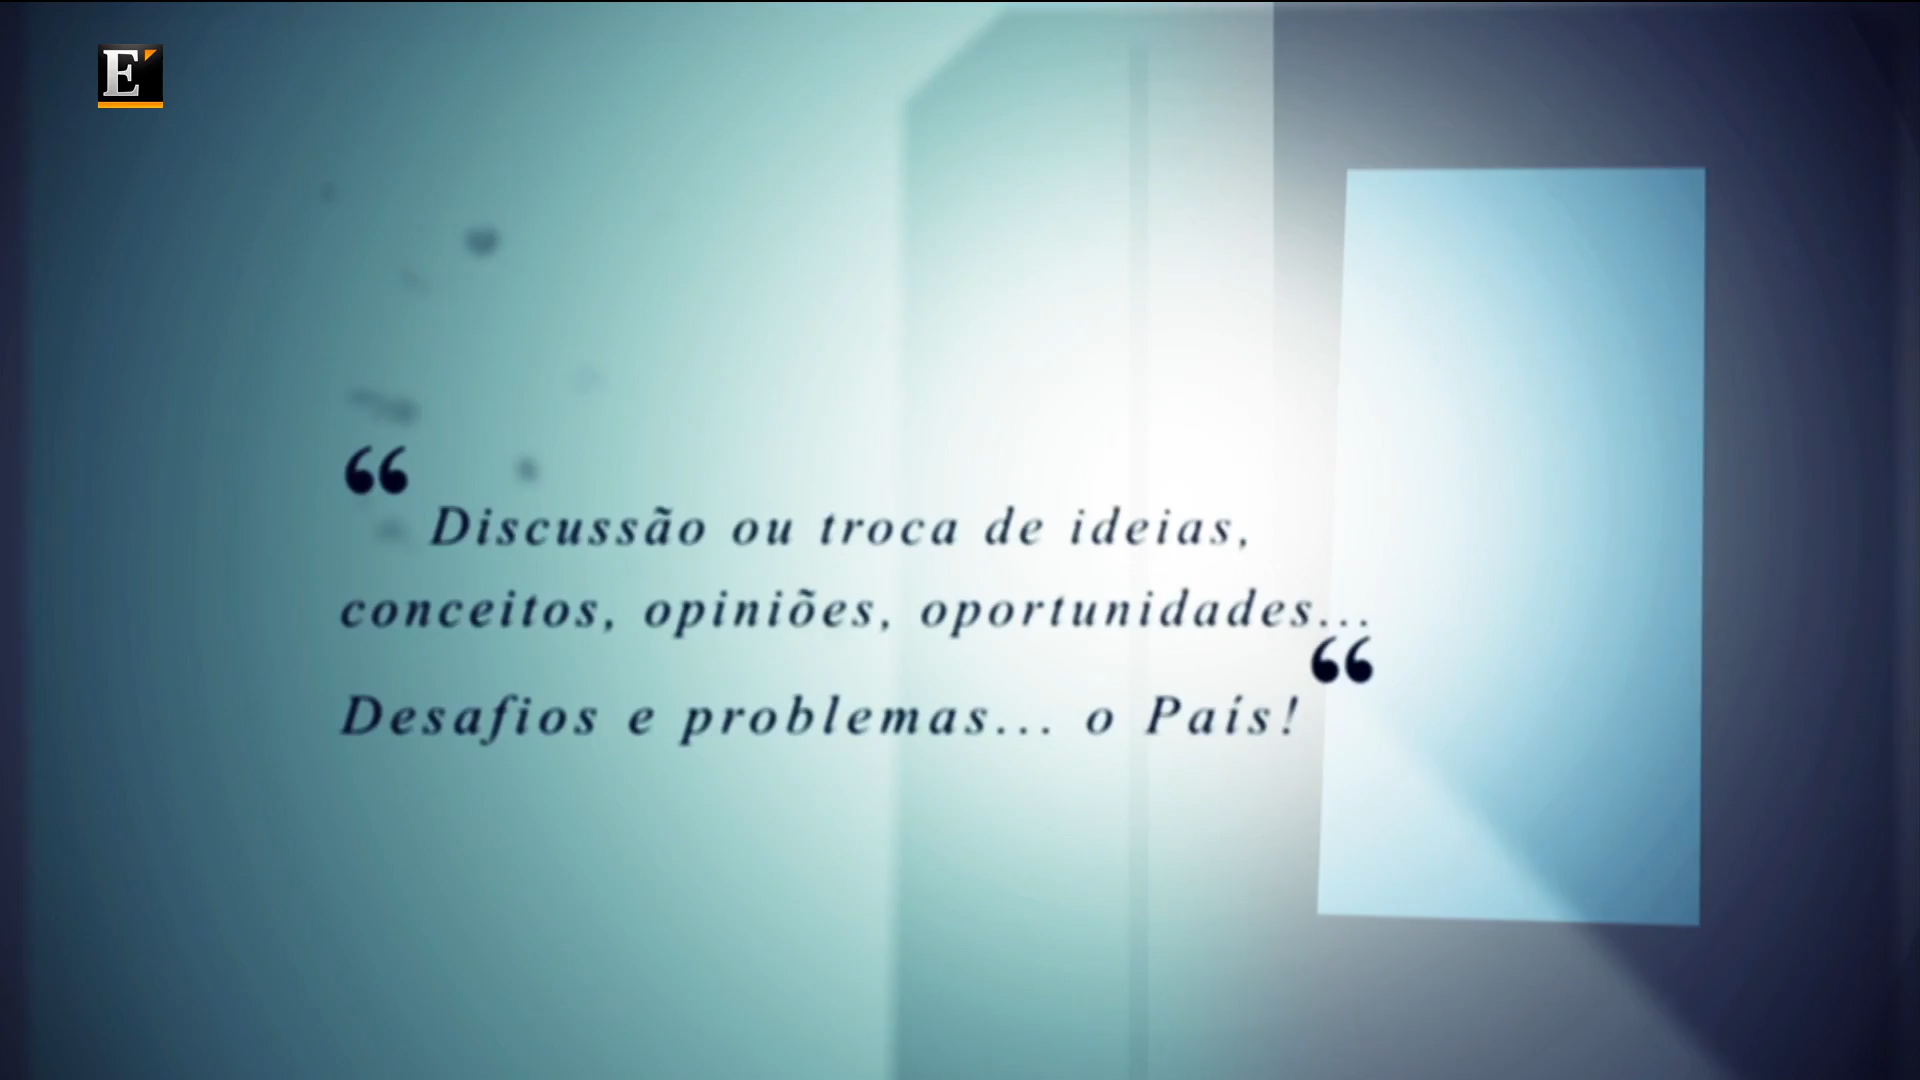 E
“ Discussão ou troca de ideias,
conceitos, opiniões, oportunidades...
Desafios e problemas... o País! “